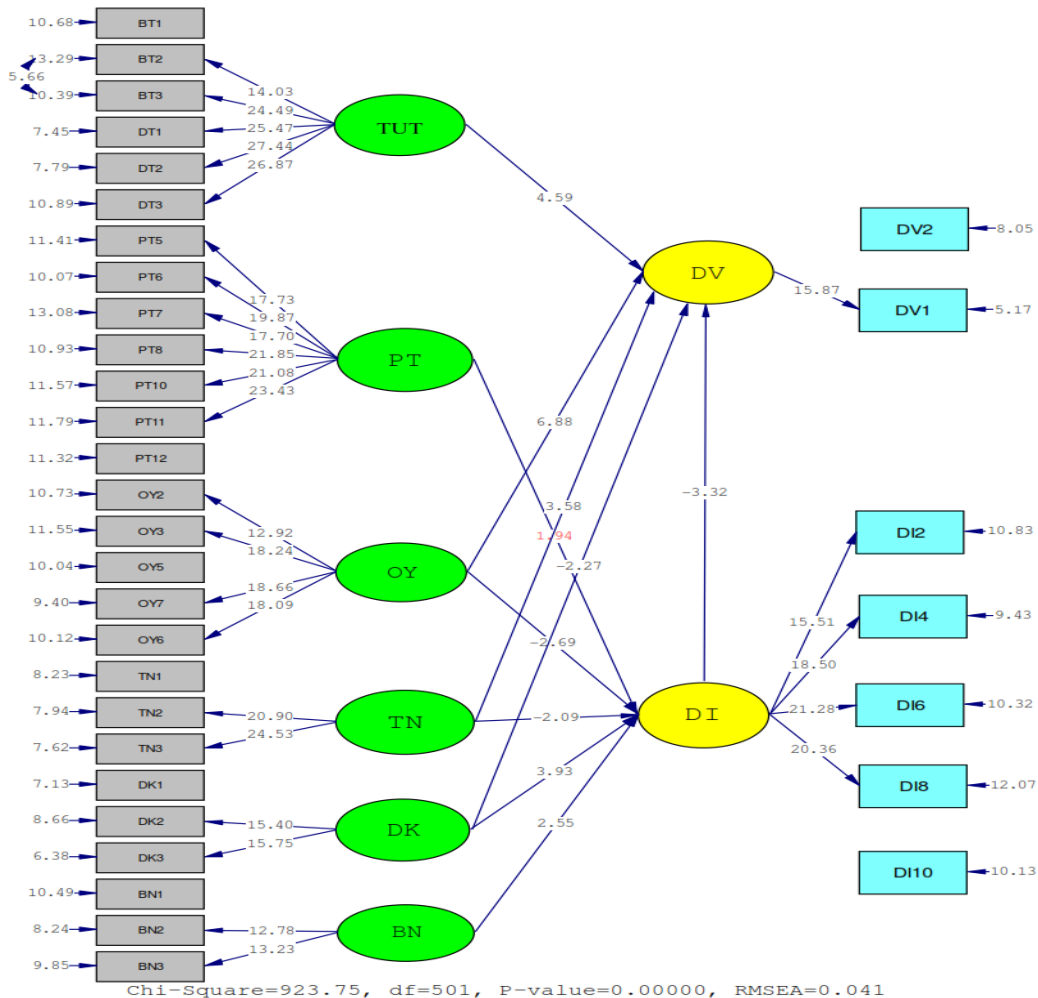 10.68 BT1
13.29 BT2
5.66
10.39 BT3
7.45 DT1
7.79 DT2
10.89 DT3
11.41 PT5
10.07 PT6
13.08 PT7
10.93 PT8
11.57 PT10
11.79 PT11
11.32 PT12
10.73 OY2
11.55 OY3
10.04 OY5
9.40 OY7
10.12 OY6
8.23 TN1
7.94 TN2
7.62 TN3
7.13 DK1
8.66 DK2
6.38 DK3
10.49 BN1
8.24 BN2
9.85 BN3
14.03
24.49
25.47
27.44
26.87
17.73
19.87
17.70
21.85
21.08
23.43
12.92
18.24
18.66
18.09
20.90
24.53
15.40
15.75
12.78
13.23
TUT
PT
OY
TN
DK
BN
4.59
6.88
3.58
1.94
-2.27
-2.69
-2.09
3.93
2.55
DV
-3.32
DI
15.87
15.51
18.50
21.28
20.36
DV2 8.05
DV1 5.17
DI2 10.83
DI4 9.43
DI6 10.32
DI8 12.07
DI10 10.13
Chi-Square=923.75, df=501, P-value=0.00000, RMSEA=0.041